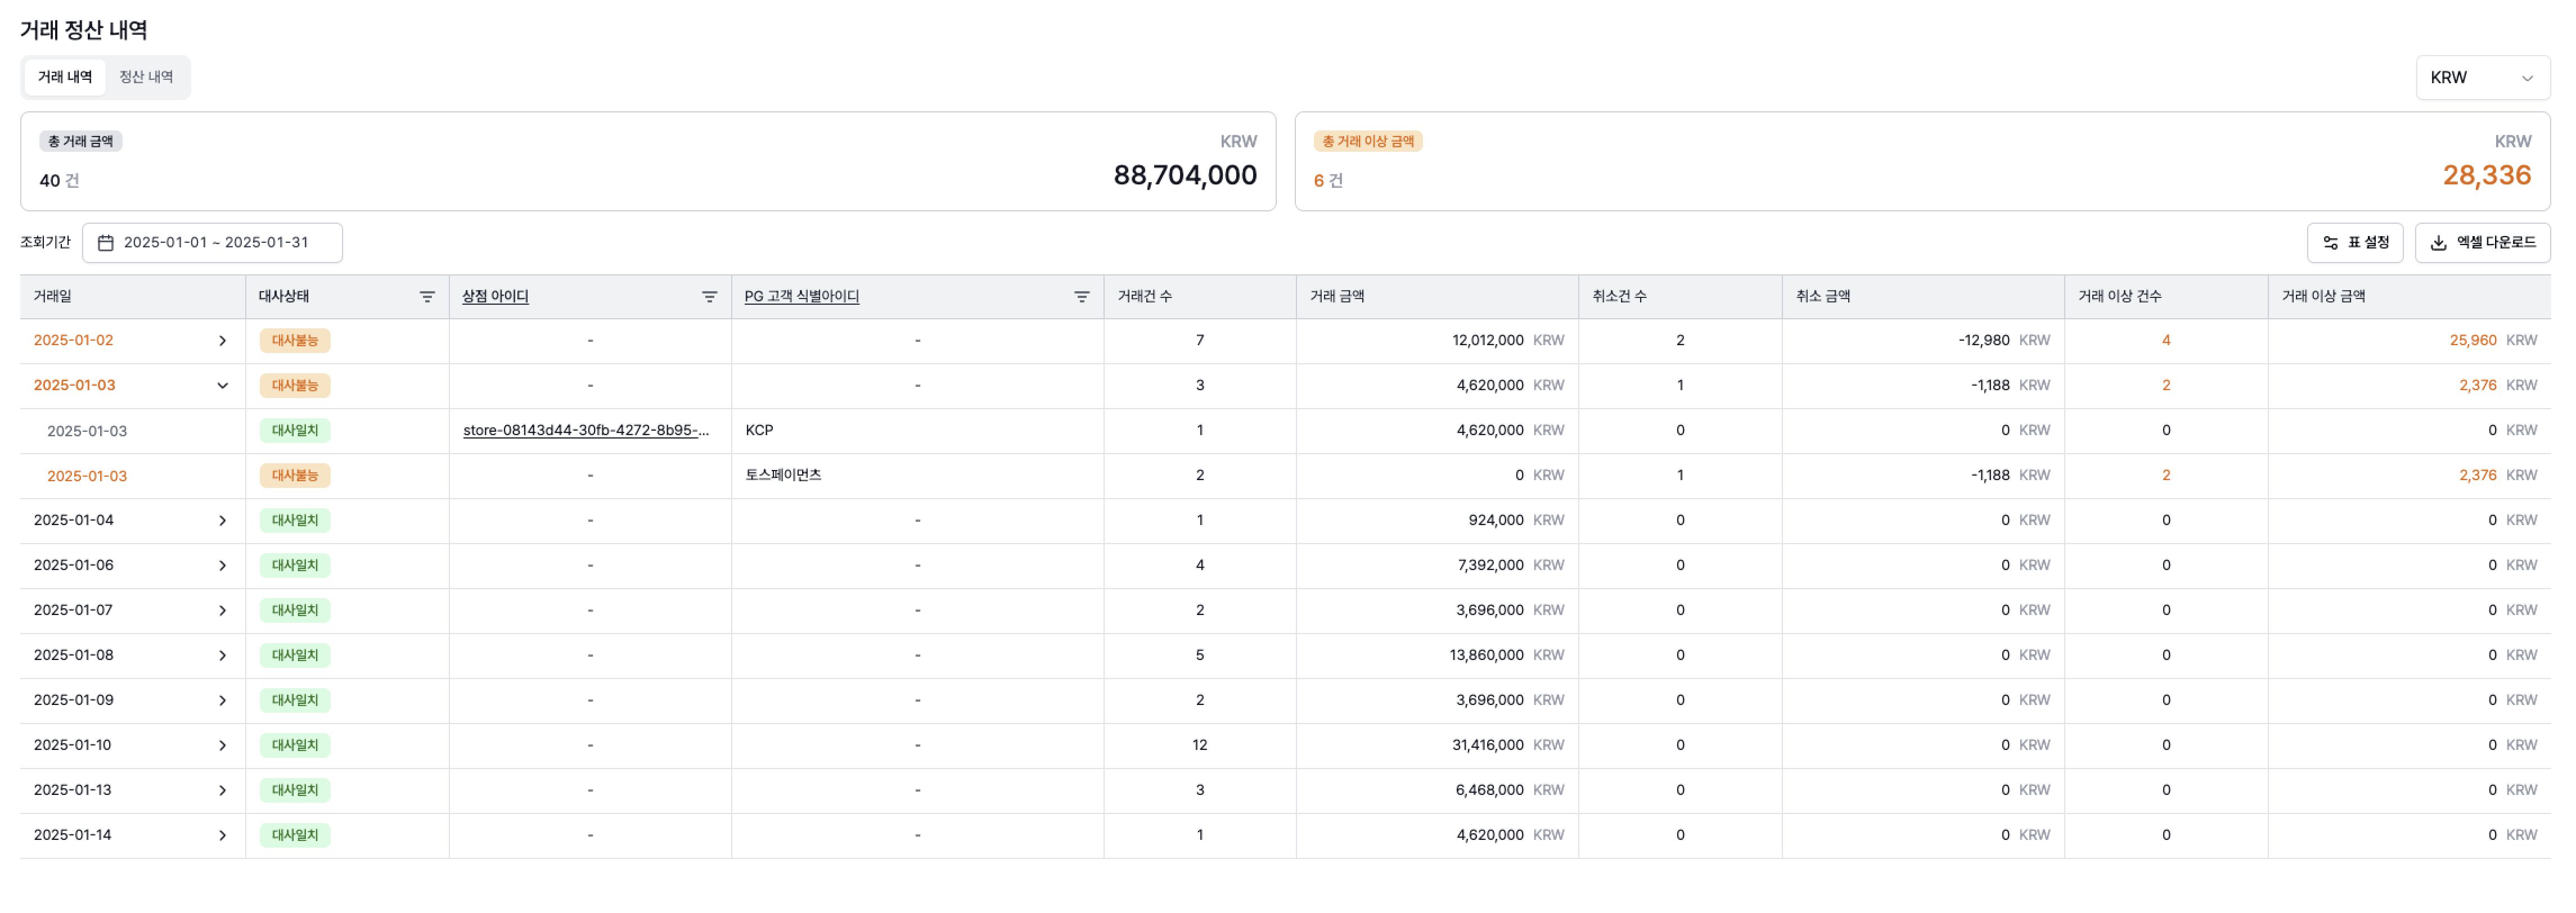 거래 정산 내역
거래 내역 정산 내역 KRW
총 거래 금액 KRW
40 건 88,704,000
총 거래 이상 금액 KRW
6 건 28,336
조회기간 2025-01-01 ~ 2025-01-31 표 설정 엑셀 다운로드
거래일 대사상태 상점 아이디 PG 고객 식별아이디 거래건 수 거래 금액 취소건 수 취소 금액 거래 이상 건수 거래 이상 금액
2025-01-02 대사불능 - - 7 12,012,000 KRW 2 -12,980 KRW 4 25,960 KRW
2025-01-03 대사불능 - - 3 4,620,000 KRW 1 -1,188 KRW 2 2,376 KRW
2025-01-03 대사일치 store-08143d44-30fb-4272-8b95-... KCP 1 4,620,000 KRW 0 0 KRW 0 0 KRW
2025-01-03 대사불능 - 토스페이먼츠 2 0 KRW 1 -1,188 KRW 2 2,376 KRW
2025-01-04 대사일치 - - 1 924,000 KRW 0 0 KRW 0 0 KRW
2025-01-06 대사일치 - - 4 7,392,000 KRW 0 0 KRW 0 0 KRW
2025-01-07 대사일치 - - 2 3,696,000 KRW 0 0 KRW 0 0 KRW
2025-01-08 대사일치 - - 5 13,860,000 KRW 0 0 KRW 0 0 KRW
2025-01-09 대사일치 - - 2 3,696,000 KRW 0 0 KRW 0 0 KRW
2025-01-10 대사일치 - - 12 31,416,000 KRW 0 0 KRW 0 0 KRW
2025-01-13 대사일치 - - 3 6,468,000 KRW 0 0 KRW 0 0 KRW
2025-01-14 대사일치 - - 1 4,620,000 KRW 0 0 KRW 0 0 KRW